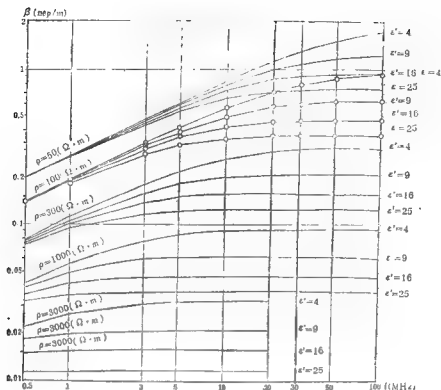 β (nep/m)
2
ε'=4
ε'=9
1
ε'=16 ε=4
ε'=25
ε'=9
0.5
ε'=16
ρ=50(Ω·m)
ε'=25
ε'=4
0.2
ρ=100(Ω·m)
ε'=9
ρ=300(Ω·m)
ε'=16
0.1
ε'=25
ε'=4
ρ=1000(Ω·m)
0.05
ε=9
ε'=16
ε'=25
ρ=3000(Ω·m)
ε'=4
0.02
ρ=3000(Ω·m)
ε'=9
ρ=3000(Ω·m)
ε'=16
0.01
ε'=25
0.5 1 3 5 10 20 30 50 100 f(MHz)